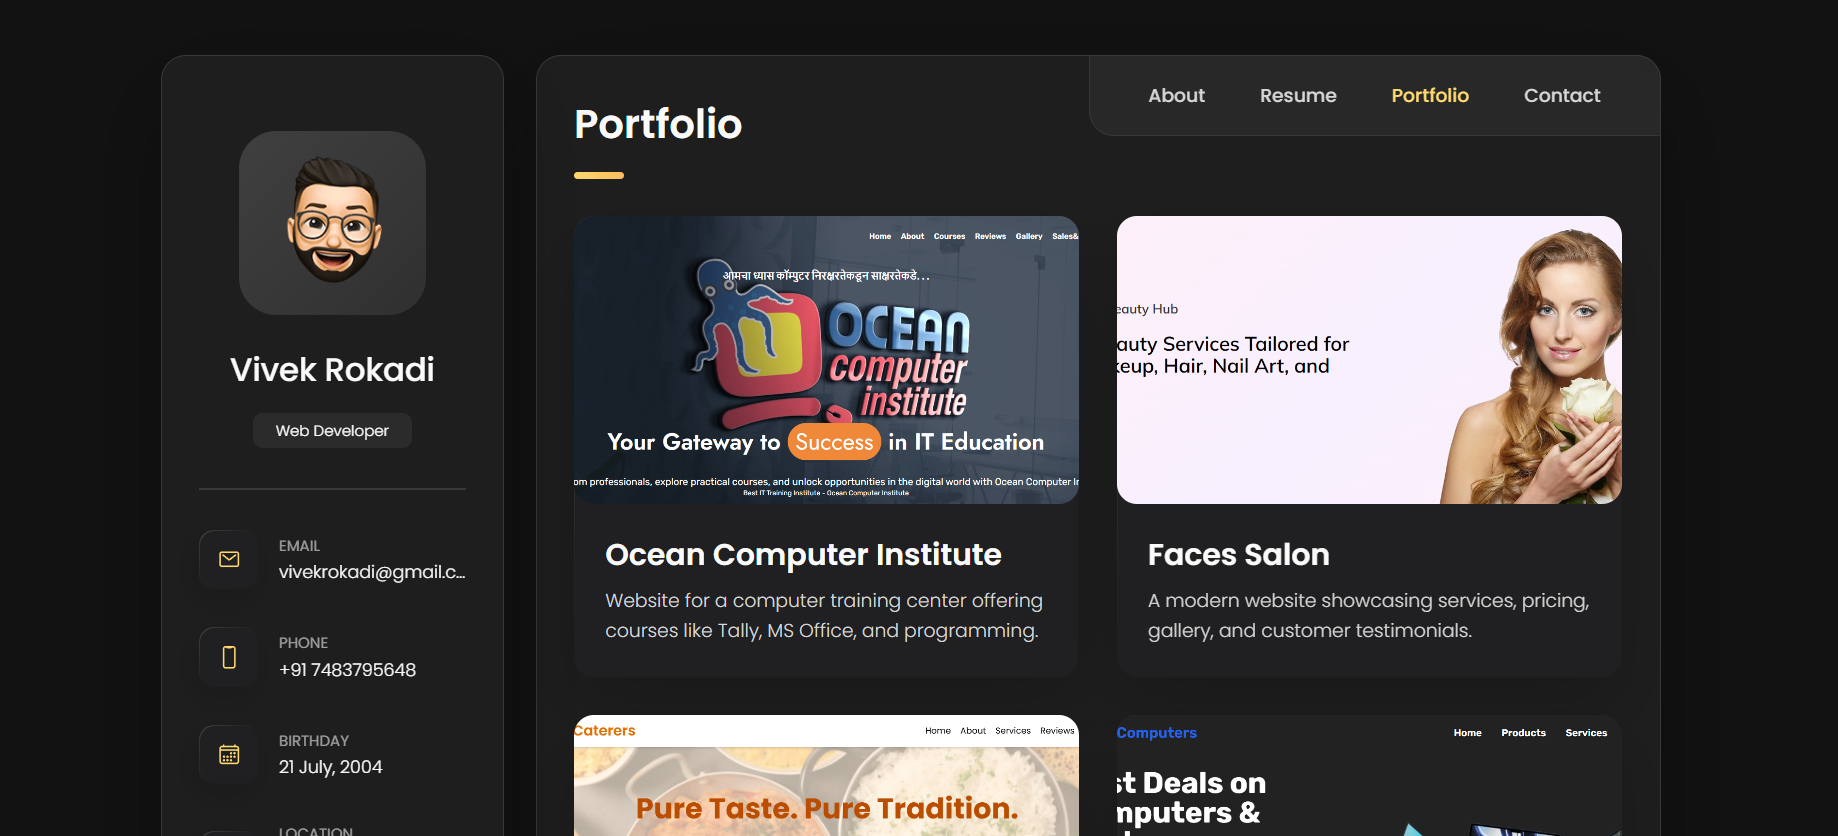 About
Resume
Portfolio
Contact
Vivek Rokadi
Web Developer
EMAIL
vivekrokadi@gmail.c...
PHONE
+91 7483795648
BIRTHDAY
21 July, 2004
LOCATION
Portfolio
Home About Courses Reviews Gallery Sales&
आमचा ध्यास कॉम्पुटर निरक्षरतेकडून साक्षरतेकडे...
OCEAN
computer
institute
Your Gateway to Success in IT Education
om professionals, explore practical courses, and unlock opportunities in the digital world with Ocean Computer I
Best IT Training Institute - Ocean Computer Institute
Ocean Computer Institute
Website for a computer training center offering
courses like Tally, MS Office, and programming.
eauty Hub
auty Services Tailored for
keup, Hair, Nail Art, and
Faces Salon
A modern website showcasing services, pricing,
gallery, and customer testimonials.
Caterers
Home About Services Reviews
Pure Taste. Pure Tradition.
Computers
Home Products Services
st Deals on
mputers &